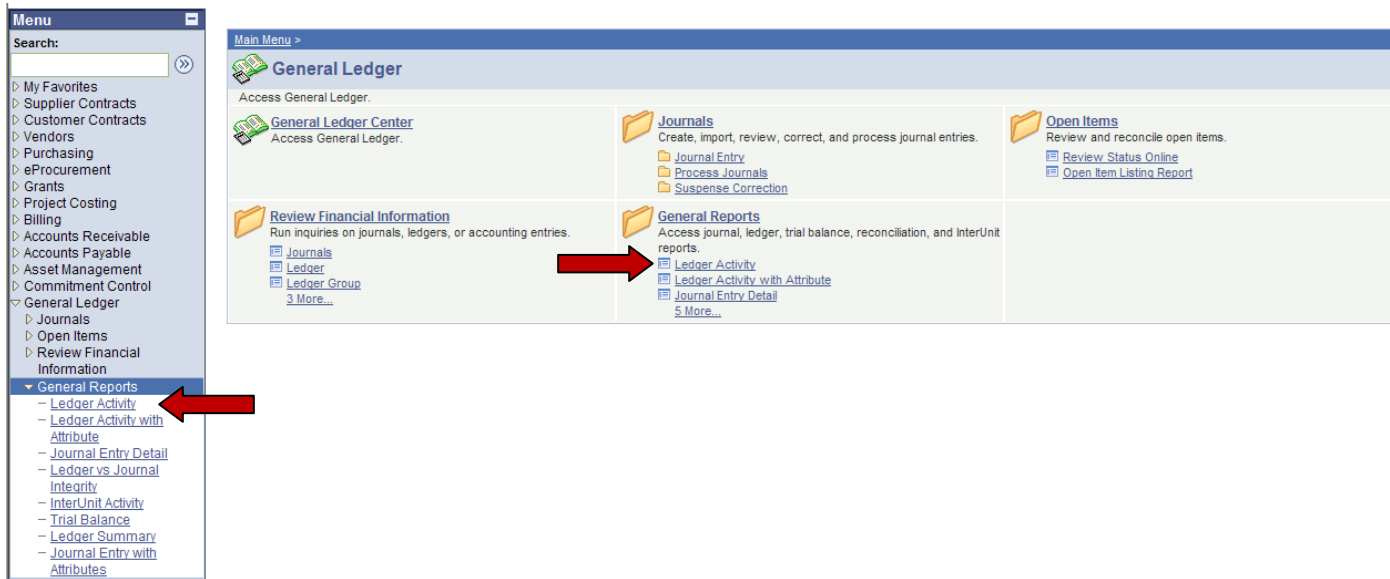 Menu
Search:
My Favorites
Supplier Contracts
Customer Contracts
Vendors
Purchasing
eProcurement
Grants
Project Costing
Billing
Accounts Receivable
Accounts Payable
Asset Management
Commitment Control
General Ledger
Journals
Open Items
Review Financial
Information
General Reports
– Ledger Activity
– Ledger Activity with
Attribute
– Journal Entry Detail
– Ledger vs Journal
Integrity
– InterUnit Activity
– Trial Balance
– Ledger Summary
– Journal Entry with
Attributes
Main Menu >
General Ledger
Access General Ledger.
General Ledger Center
Access General Ledger.
Journals
Create, import, review, correct, and process journal entries.
Journal Entry
Process Journals
Suspense Correction
Open Items
Review and reconcile open items.
Review Status Online
Open Item Listing Report
Review Financial Information
Run inquiries on journals, ledgers, or accounting entries.
Journals
Ledger
Ledger Group
3 More...
General Reports
Access journal, ledger, trial balance, reconciliation, and InterUnit
reports.
Ledger Activity
Ledger Activity with Attribute
Journal Entry Detail
5 More...